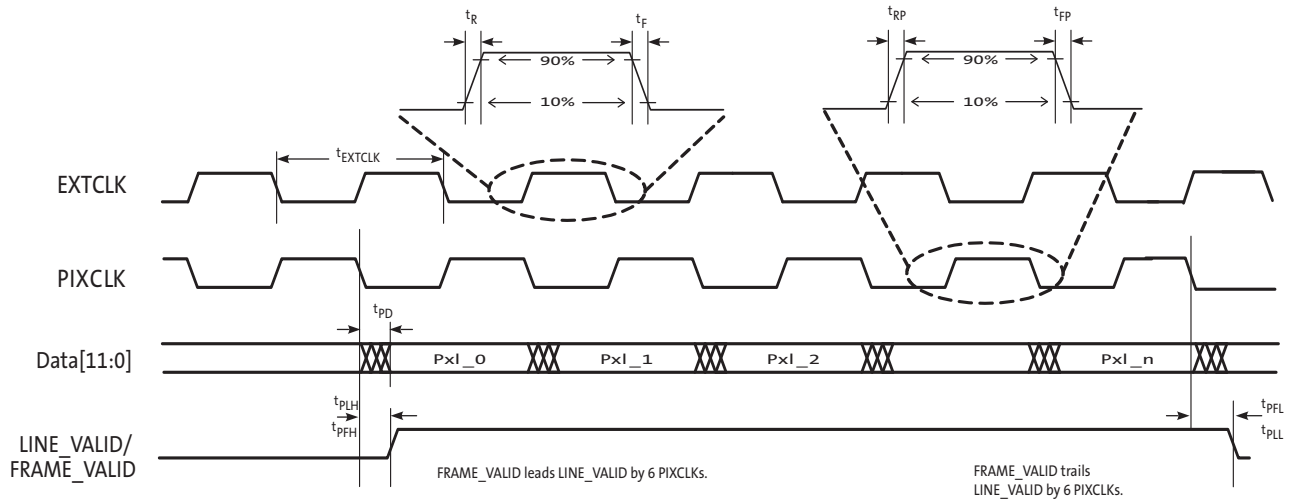 tR
tF
tRP
tFP
90%
90%
10%
10%
tEXTCLK
EXTCLK
PIXCLK
tPD
Data[11:0]
Pxl_0
Pxl_1
Pxl_2
Pxl_n
tPLH
tPFH
tPFL
tPLL
LINE_VALID/
FRAME_VALID
FRAME_VALID leads LINE_VALID by 6 PIXCLKs.
FRAME_VALID trails
LINE_VALID by 6 PIXCLKs.